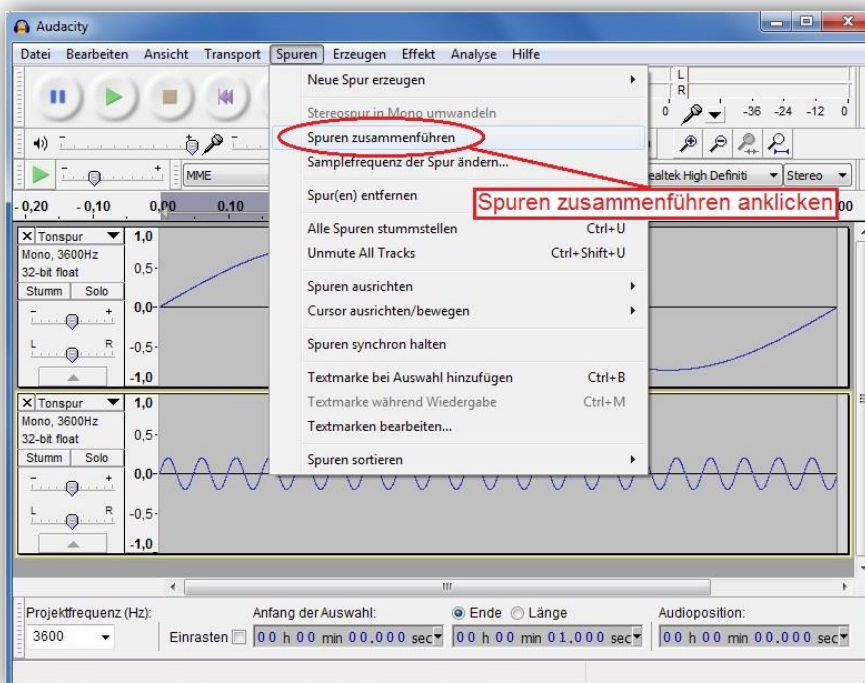 Audacity
Datei Bearbeiten Ansicht Transport Spuren Erzeugen Effekt Analyse Hilfe
Neue Spur erzeugen
Stereospur in Mono umwandeln
Spuren zusammenführen
Samplefrequenz der Spur ändern...
Spur(en) entfernen
Spuren zusammenführen anklicken
Alle Spuren stummstellen Ctrl+U
Unmute All Tracks Ctrl+Shift+U
Spuren ausrichten
Cursor ausrichten/bewegen
Spuren synchron halten
Textmarke bei Auswahl hinzufügen Ctrl+B
Textmarke während Wiedergabe Ctrl+M
Textmarken bearbeiten...
Spuren sortieren
L
R
0 -36 -24 -12 0
MME
High Definiti Stereo
- 0,20 - 0,10 0,00 0.10
X Tonspur 1,0
Mono, 3600Hz
32-bit float 0,5-
Stumm Solo
- + 0,0-
L R -0,5-
-1,0
X Tonspur 1,0
Mono, 3600Hz
32-bit float 0,5-
Stumm Solo
- + 0,0-
L R -0,5-
-1,0
Projektfrequenz (Hz): Anfang der Auswahl: Ende Länge Audioposition:
3600 Einrasten 00 h 00 min 00.000 sec 00 h 00 min 01.000 sec 00 h 00 min 00.000 sec